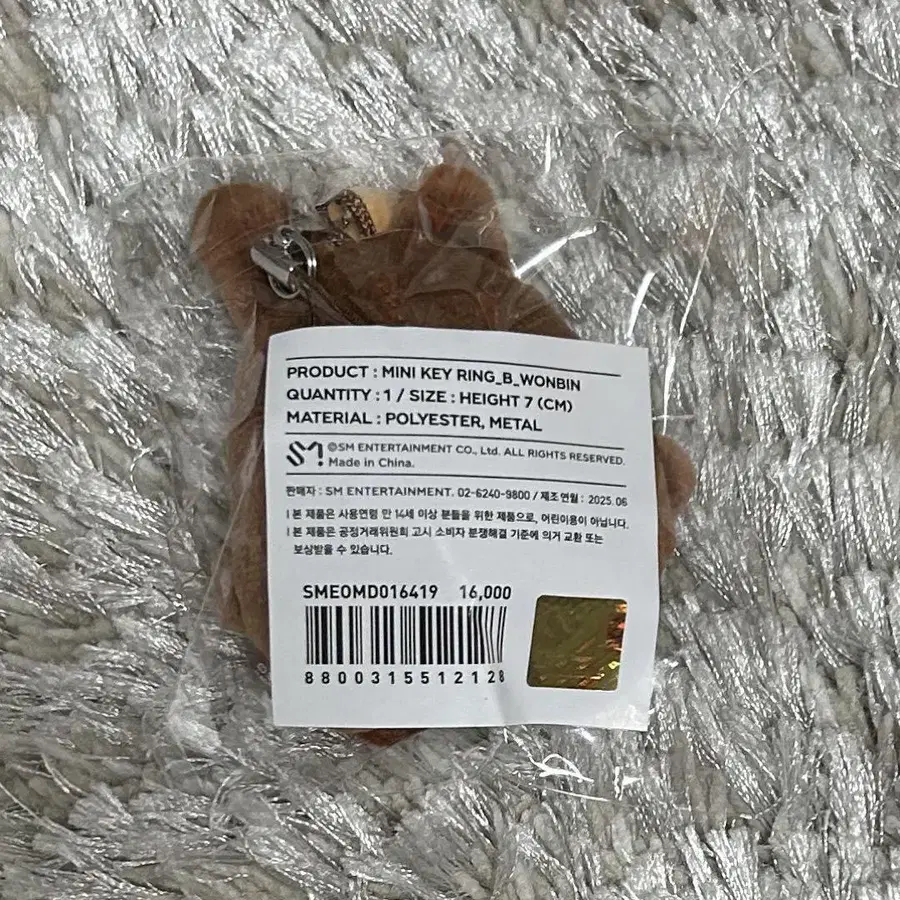 PRODUCT : MINI KEY RING_B_WONBIN
QUANTITY : 1 / SIZE : HEIGHT 7 (CM)
MATERIAL : POLYESTER, METAL
SM ©SM ENTERTAINMENT CO., Ltd. ALL RIGHTS RESERVED.
Made in China.
판매자 : SM ENTERTAINMENT. 02-6240-9800 / 제조 연월 : 2025.06
본 제품은 사용연령 만 14세 이상 분들을 위한 제품으로, 어린이용이 아닙니다.
본 제품은 공정거래위원회 고시 소비자 분쟁해결 기준에 의거 교환 또는
보상받을 수 있습니다.
SMEOMD016419 16,000
8800315512128